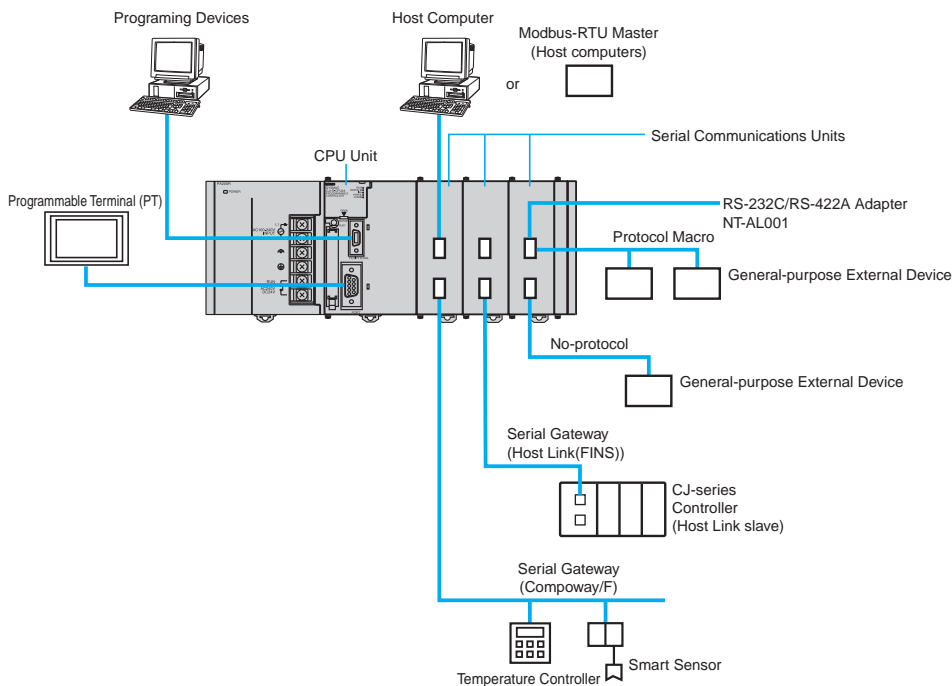 Programing Devices
Host Computer
Modbus-RTU Master
(Host computers)
or
Serial Communications Units
CPU Unit
Programmable Terminal (PT)
POWER
RS-232C/RS-422A Adapter
NT-AL001
Protocol Macro
General-purpose External Device
No-protocol
General-purpose External Device
Serial Gateway
(Host Link(FINS))
CJ-series
Controller
(Host Link slave)
Serial Gateway
(Compoway/F)
Temperature Controller
Smart Sensor